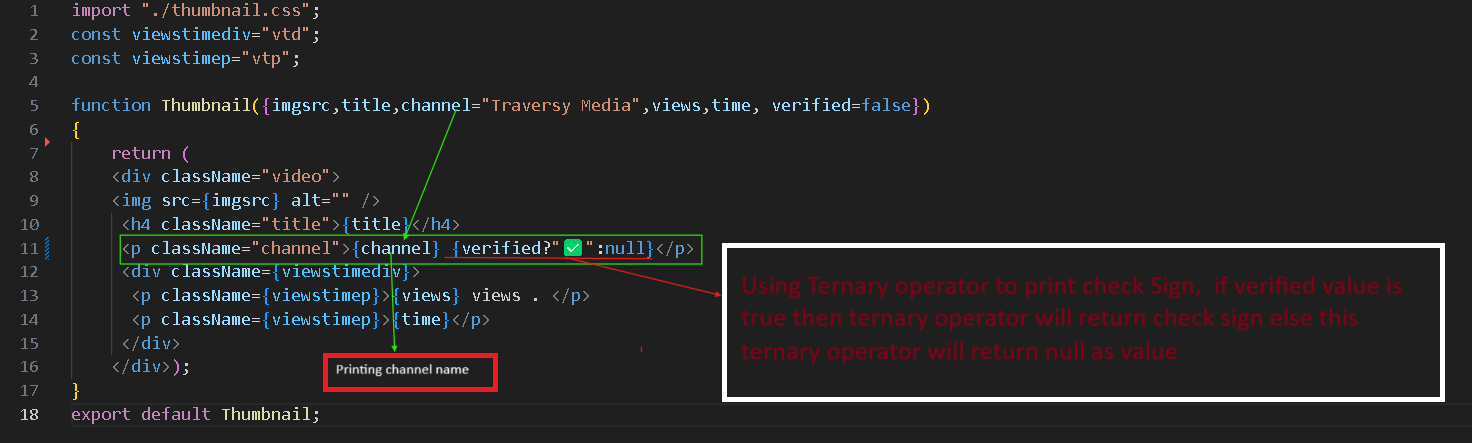 1 import "./thumbnail.css";
2 const viewstimediv="vtd";
3 const viewstimep="vtp";
4
5 function Thumbnail({imgsrc,title,channel="Traversy Media",views,time, verified=false})
6 {
7 return (
8 <div className="video">
9 <img src={imgsrc} alt="" />
10 <h4 className="title">{title}</h4>
11 <p className="channel">{channel} {verified?"✅":null}</p>
12 <div className={viewstimediv}>
13 <p className={viewstimep}>{views} views . </p>
14 <p className={viewstimep}>{time}</p>
15 </div>
16 </div>);
17 }
18 export default Thumbnail;
Printing channel name
Using Ternary operator to print check Sign, if verified value is
true then ternary operator will return check sign else this
ternary operator will return null as value